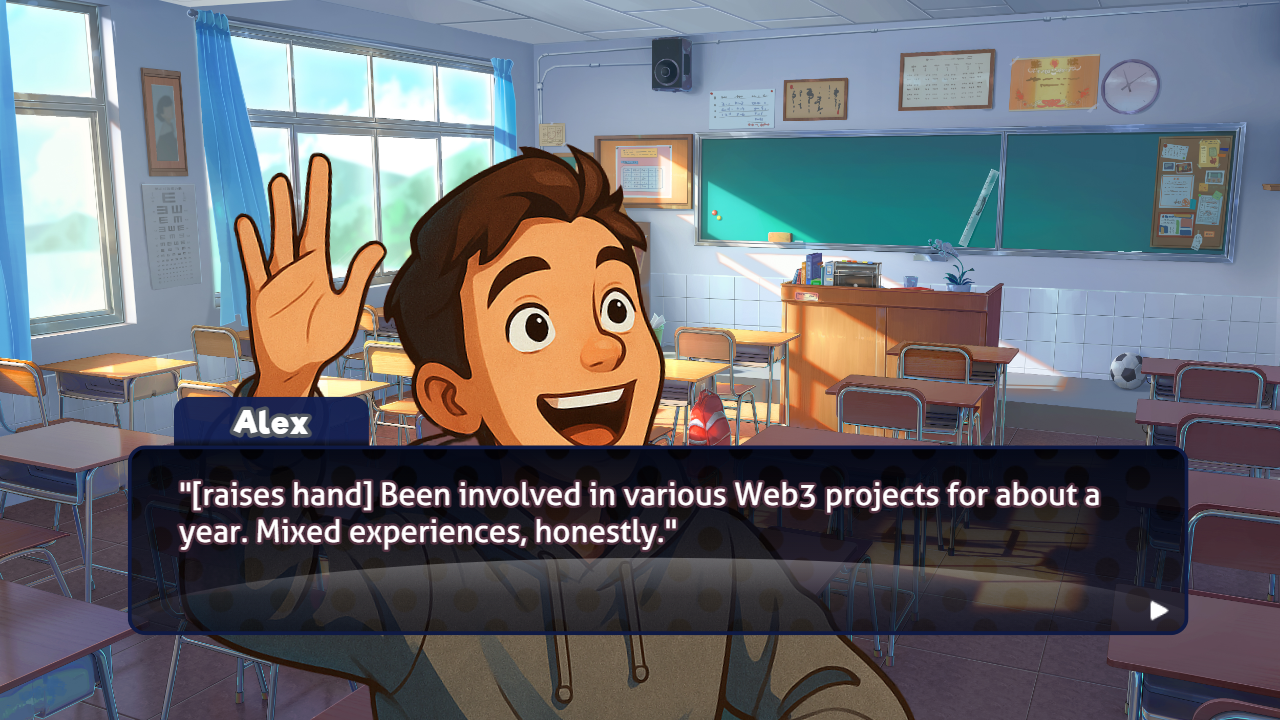 Alex
"[raises hand] Been involved in various Web3 projects for about a
year. Mixed experiences, honestly."